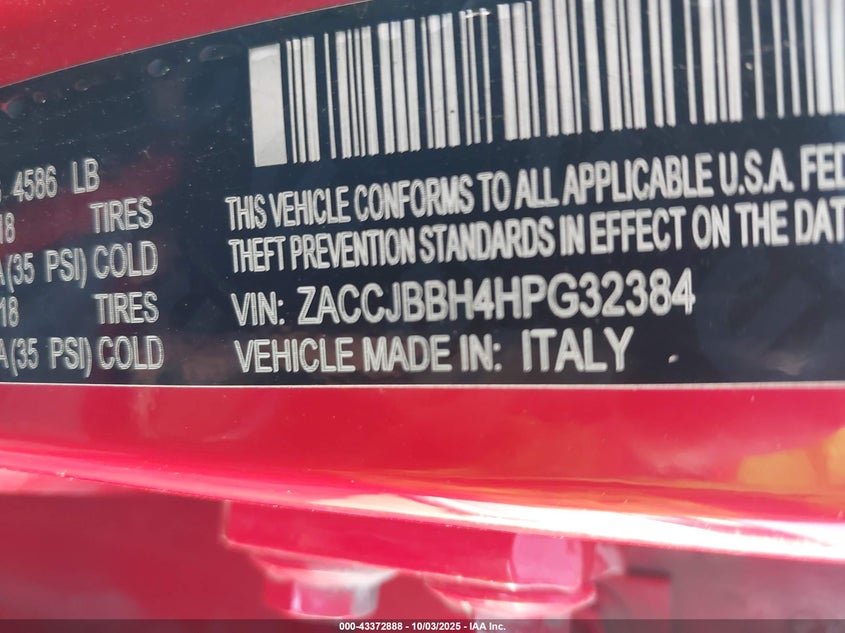 4586 LB
18 TIRES
(35 PSI) COLD
18 TIRES
(35 PSI) COLD
THIS VEHICLE CONFORMS TO ALL APPLICABLE U.S.A. FED
THEFT PREVENTION STANDARDS IN EFFECT ON THE DAT
VIN: ZACCJBBH4HPG32384
VEHICLE MADE IN: ITALY
000-43372888 - 10/03/2025 - IAA Inc.